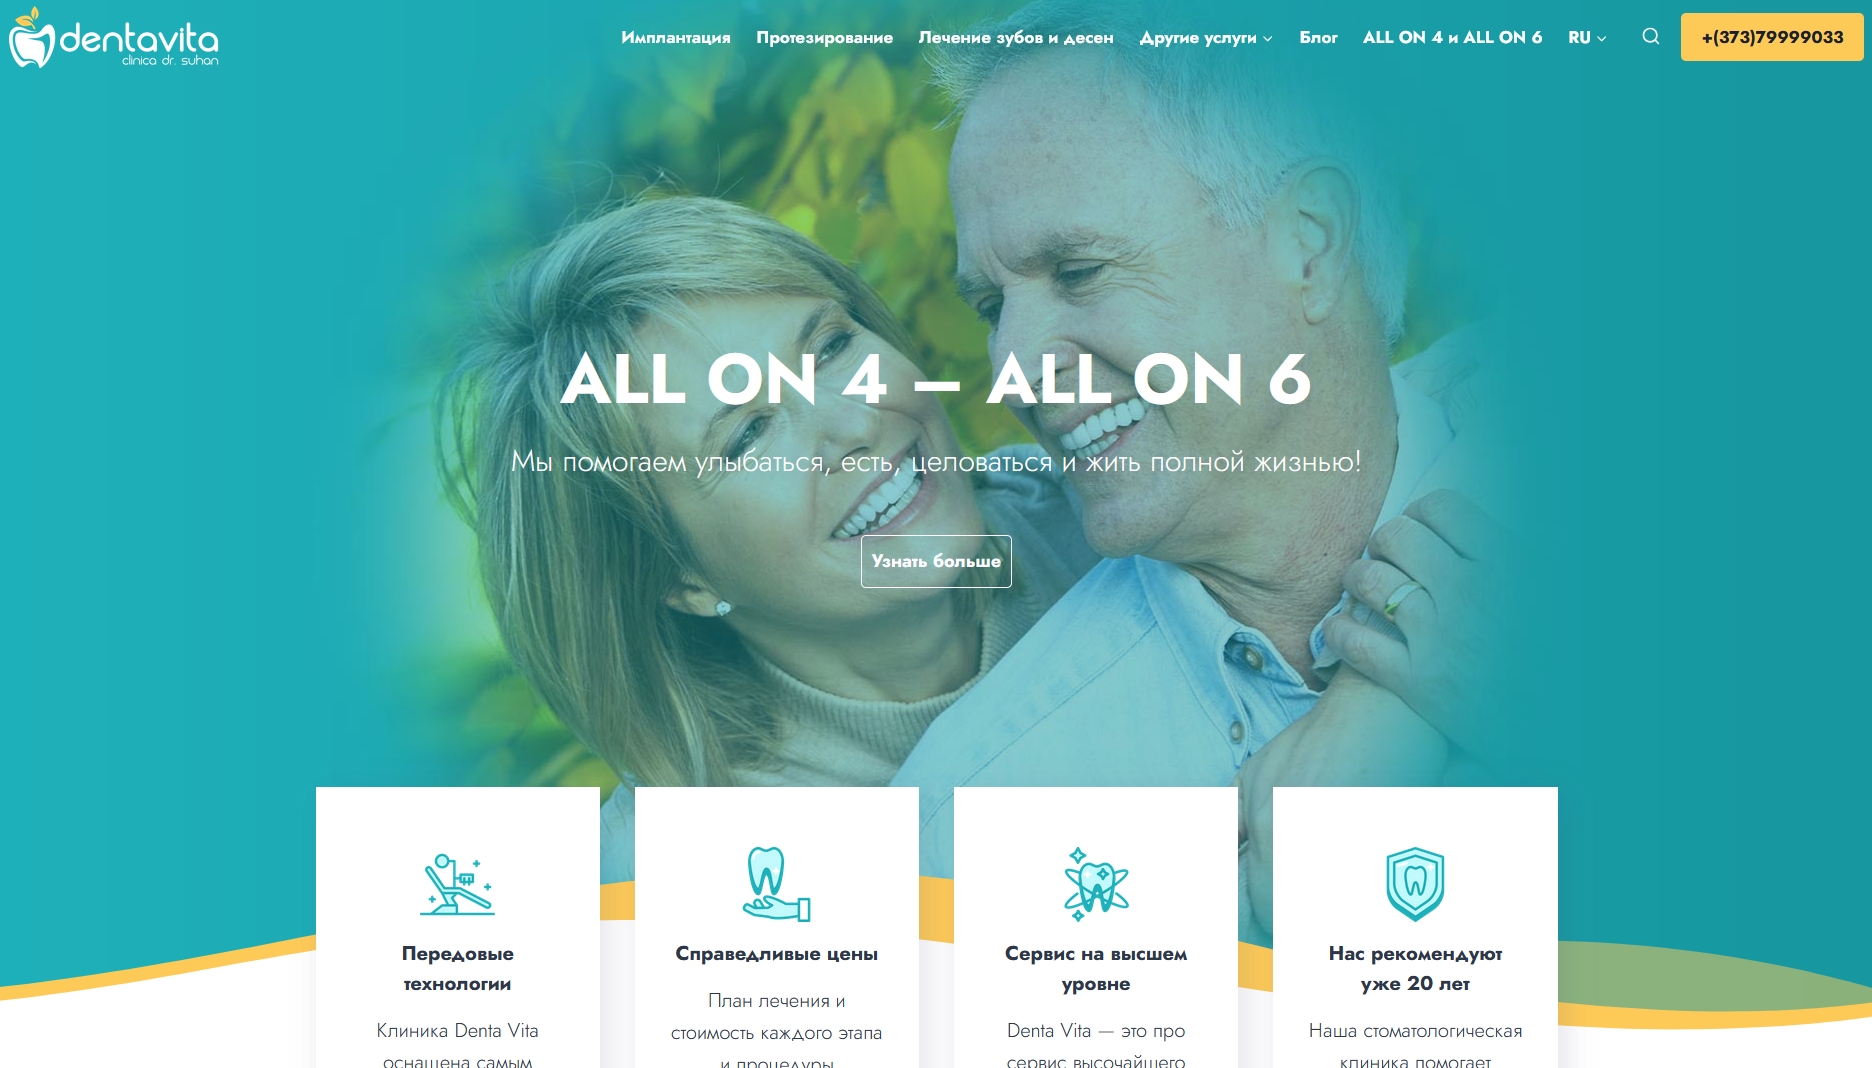 dentavita
clinica dr. suhan
Имплантация Протезирование Лечение зубов и десен Другие услуги Блог ALL ON 4 и ALL ON 6 RU +(373)79999033
ALL ON 4 – ALL ON 6
Мы помогаем улыбаться, есть, целоваться и жить полной жизнью!
Узнать больше
Передовые
технологии
Клиника Denta Vita
оснащена самым
Справедливые цены
План лечения и
стоимость каждого этапа
и процедуры
Сервис на высшем
уровне
Denta Vita — это про
сервис высочайшего
Нас рекомендуют
уже 20 лет
Наша стоматологическая
клиника помогает